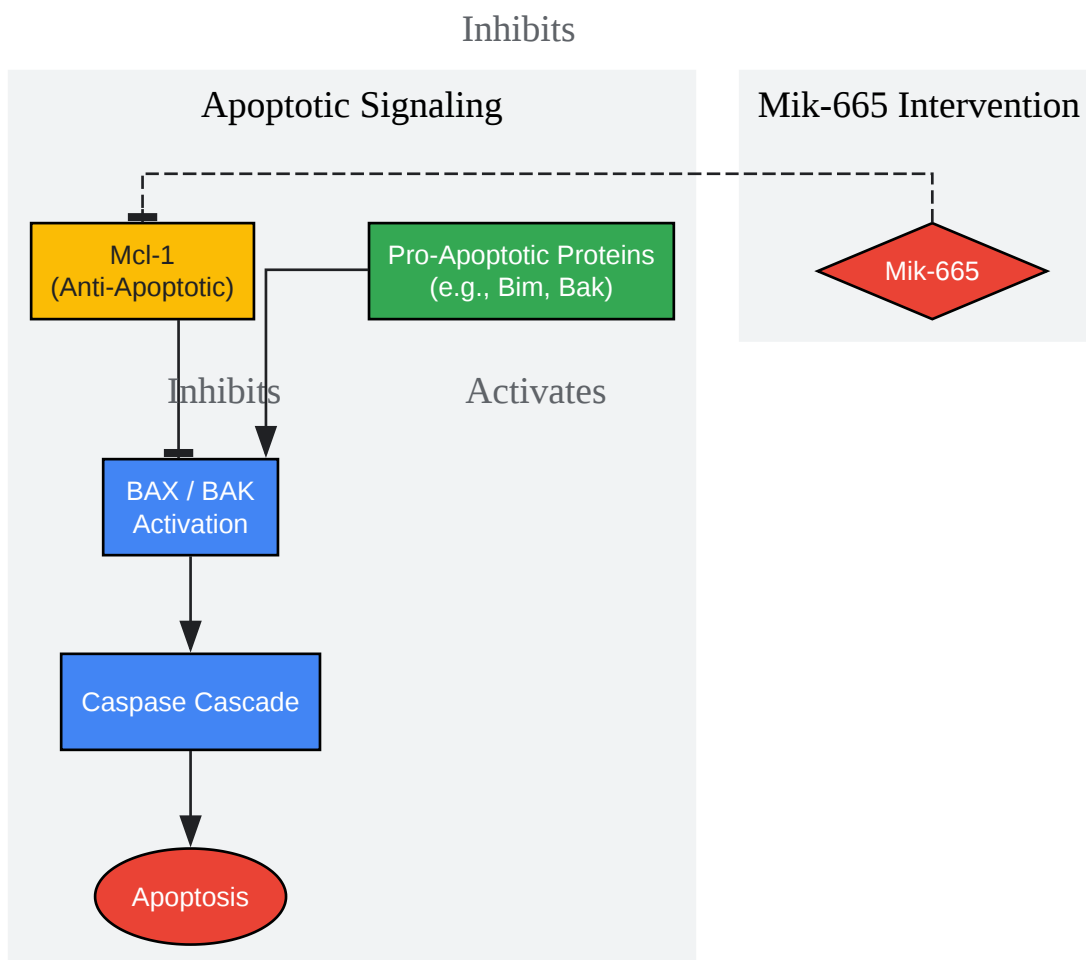 Inhibits
Apoptotic Signaling
Mik-665 Intervention
Mcl-1
(Anti-Apoptotic)
Pro-Apoptotic Proteins
(e.g., Bim, Bak)
Mik-665
Inhibits
Activates
BAX / BAK
Activation
Caspase Cascade
Apoptosis